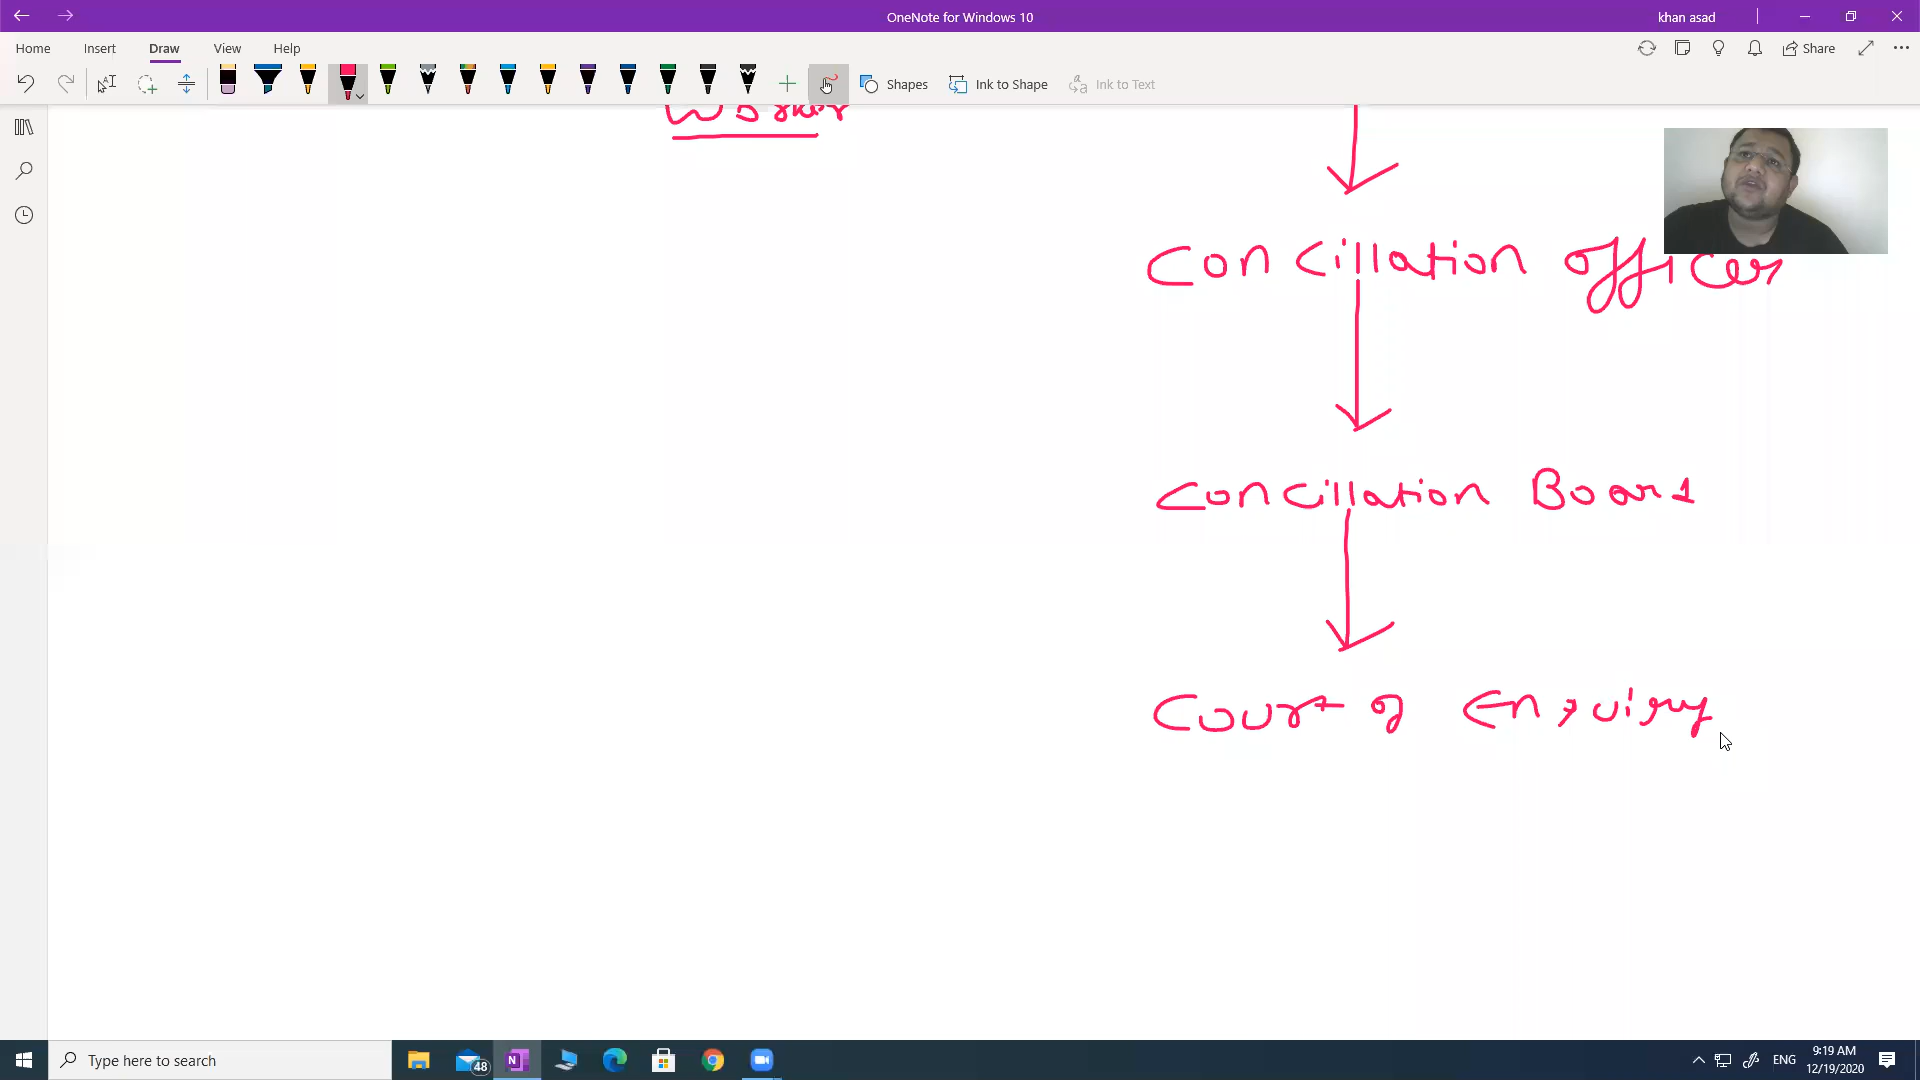 OneNote for Windows 10
khan asad
Home Insert Draw View Help
Share
Shapes
Ink to Shape
Ink to Text
Worker
Concillation officer
Concillation Board
Court of Enquiry
Type here to search
48
N
ENG
9:19 AM
12/19/2020